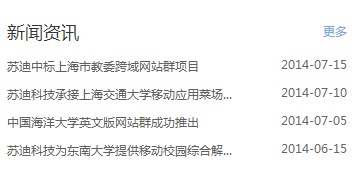 新闻资讯 更多
苏迪中标上海市教委跨域网站群项目 2014-07-15
苏迪科技承接上海交通大学移动应用菜场... 2014-07-10
中国海洋大学英文版网站群成功推出 2014-07-05
苏迪科技为东南大学提供移动校园综合解... 2014-06-15